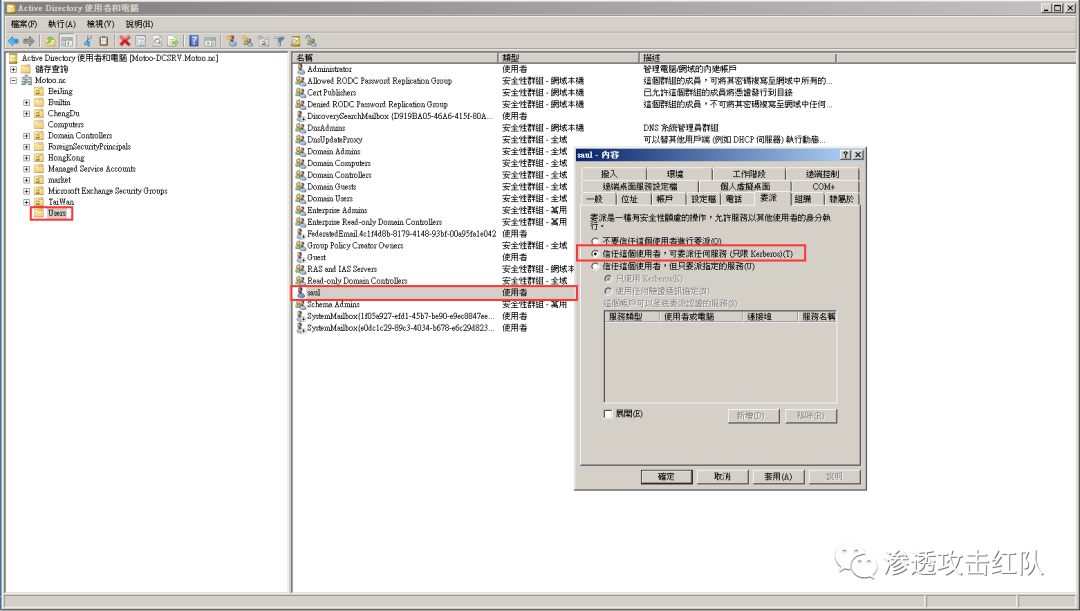 Active Directory 使用者和電腦
檔案(F) 執行(A) 檢視(V) 說明(H)
Active Directory 使用者和電腦 [Motoo-DCSRV.Motoo.nc]
儲存查詢
Motoo.nc
BeiJing
Builtin
ChengDu
Computers
Domain Controllers
ForeignSecurityPrincipals
HongKong
Managed Service Accounts
market
Microsoft Exchange Security Groups
TaiWan
Users
名稱 類型 描述
Administrator 使用者 管理電腦/網域的內建帳戶
Allowed RODC Password Replication Group 安全性群組 - 網域本機 這個群組的成員，可將其密碼複寫至網域中所有的...
Cert Publishers 安全性群組 - 網域本機 已允許這個群組的成員將憑證發行到目錄
Denied RODC Password Replication Group 安全性群組 - 網域本機 這個群組的成員，不可將其密碼複寫至網域中任何...
DiscoverySearchMailbox {D919BA05-46A6-415f-80A... 使用者
DnsAdmins 安全性群組 - 網域本機 DNS 系統管理員群組
DnsUpdateProxy 安全性群組 - 全域 可以替其他用戶端 (例如 DHCP 伺服器) 執行動態...
Domain Admins 安全性群組 - 全域
Domain Computers 安全性群組 - 全域
Domain Controllers 安全性群組 - 全域
Domain Guests 安全性群組 - 全域
Domain Users 安全性群組 - 全域
Enterprise Admins 安全性群組 - 萬用
Enterprise Read-only Domain Controllers 安全性群組 - 萬用
FederatedEmail.4c1f4d8b-8179-4148-93bf-00a95fa1e042 使用者
Group Policy Creator Owners 安全性群組 - 全域
Guest 使用者
RAS and IAS Servers 安全性群組 - 網域本
Read-only Domain Controllers 安全性群組 - 全域
saul 使用者
Schema Admins 安全性群組 - 萬用
SystemMailbox{1f05a927-efd1-45b7-be90-e9ec8847ee... 使用者
SystemMailbox{e0dc1c29-89c3-4034-b678-e6c29d823... 使用者
saul - 內容
撥入 環境 工作階段 遠端控制
遠端桌面服務設定檔 個人虛擬桌面 COM+
一般 位址 帳戶 設定檔 電話 委派 組織 隸屬於
委派是一種有安全性顧慮的操作，允許服務以其他使用者的身分執
行。
不要信任這個使用者進行委派(O)
信任這個使用者，可委派任何服務 (只限 Kerberos)(T)
信任這個使用者，但只委派指定的服務(U)
只使用 Kerberos(K)
使用任何驗證通訊協定(N)
這個帳戶可以呈送委派認證的服務(S):
服務類型 使用者或電腦 連接埠 服務名稱
展開(E) 新增(D)... 移除(R)
確定 取消 套用(A) 說明
渗透攻击红队